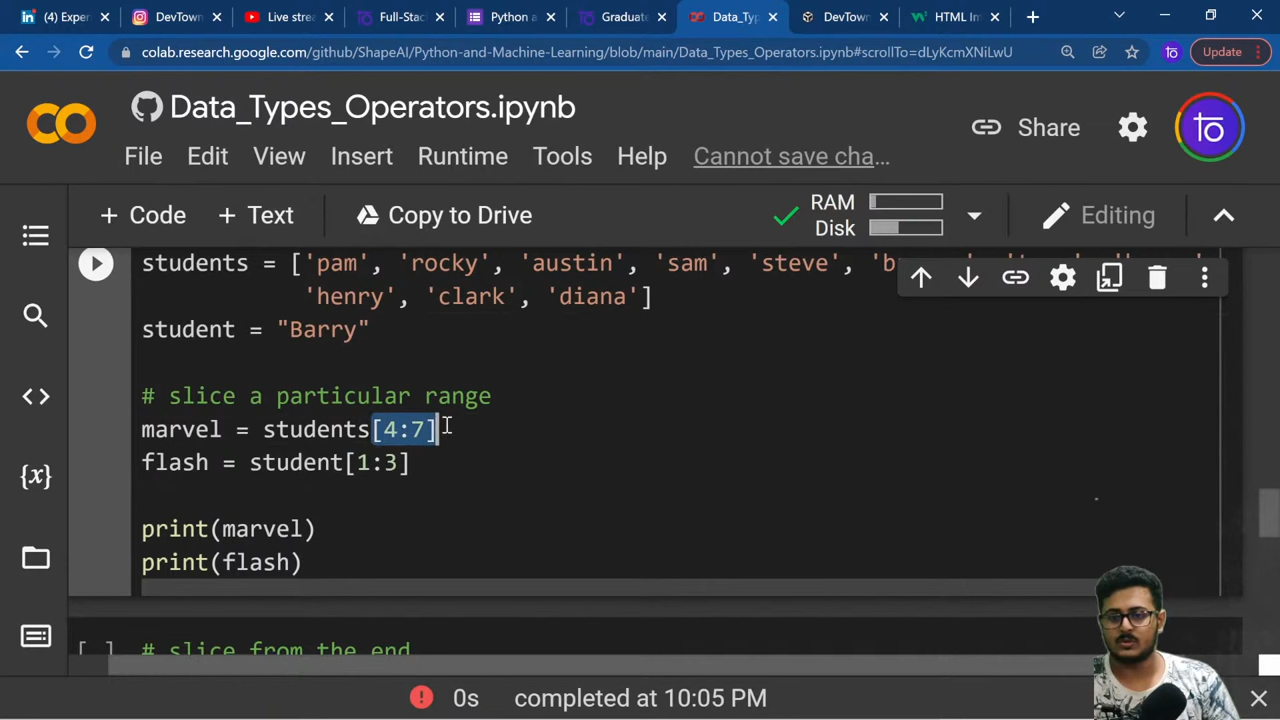 (4) Experi
DevTown
Live stre
Full-Stack
Python a
Graduate
Data_Typ
DevTown
HTML Im
colab.research.google.com/github/ShapeAI/Python-and-Machine-Learning/blob/main/Data_Types_Operators.ipynb#scrollTo=dLyKcmXNiLwU
Update
Data_Types_Operators.ipynb
Share
File Edit View Insert Runtime Tools Help Cannot save cha…
+ Code + Text Copy to Drive
RAM
Disk
Editing
students = ['pam', 'rocky', 'austin', 'sam', 'steve',
'henry', 'clark', 'diana']
student = "Barry"
# slice a particular range
marvel = students[4:7]
flash = student[1:3]
print(marvel)
print(flash)
[ ] # slice from the end
0s completed at 10:05 PM